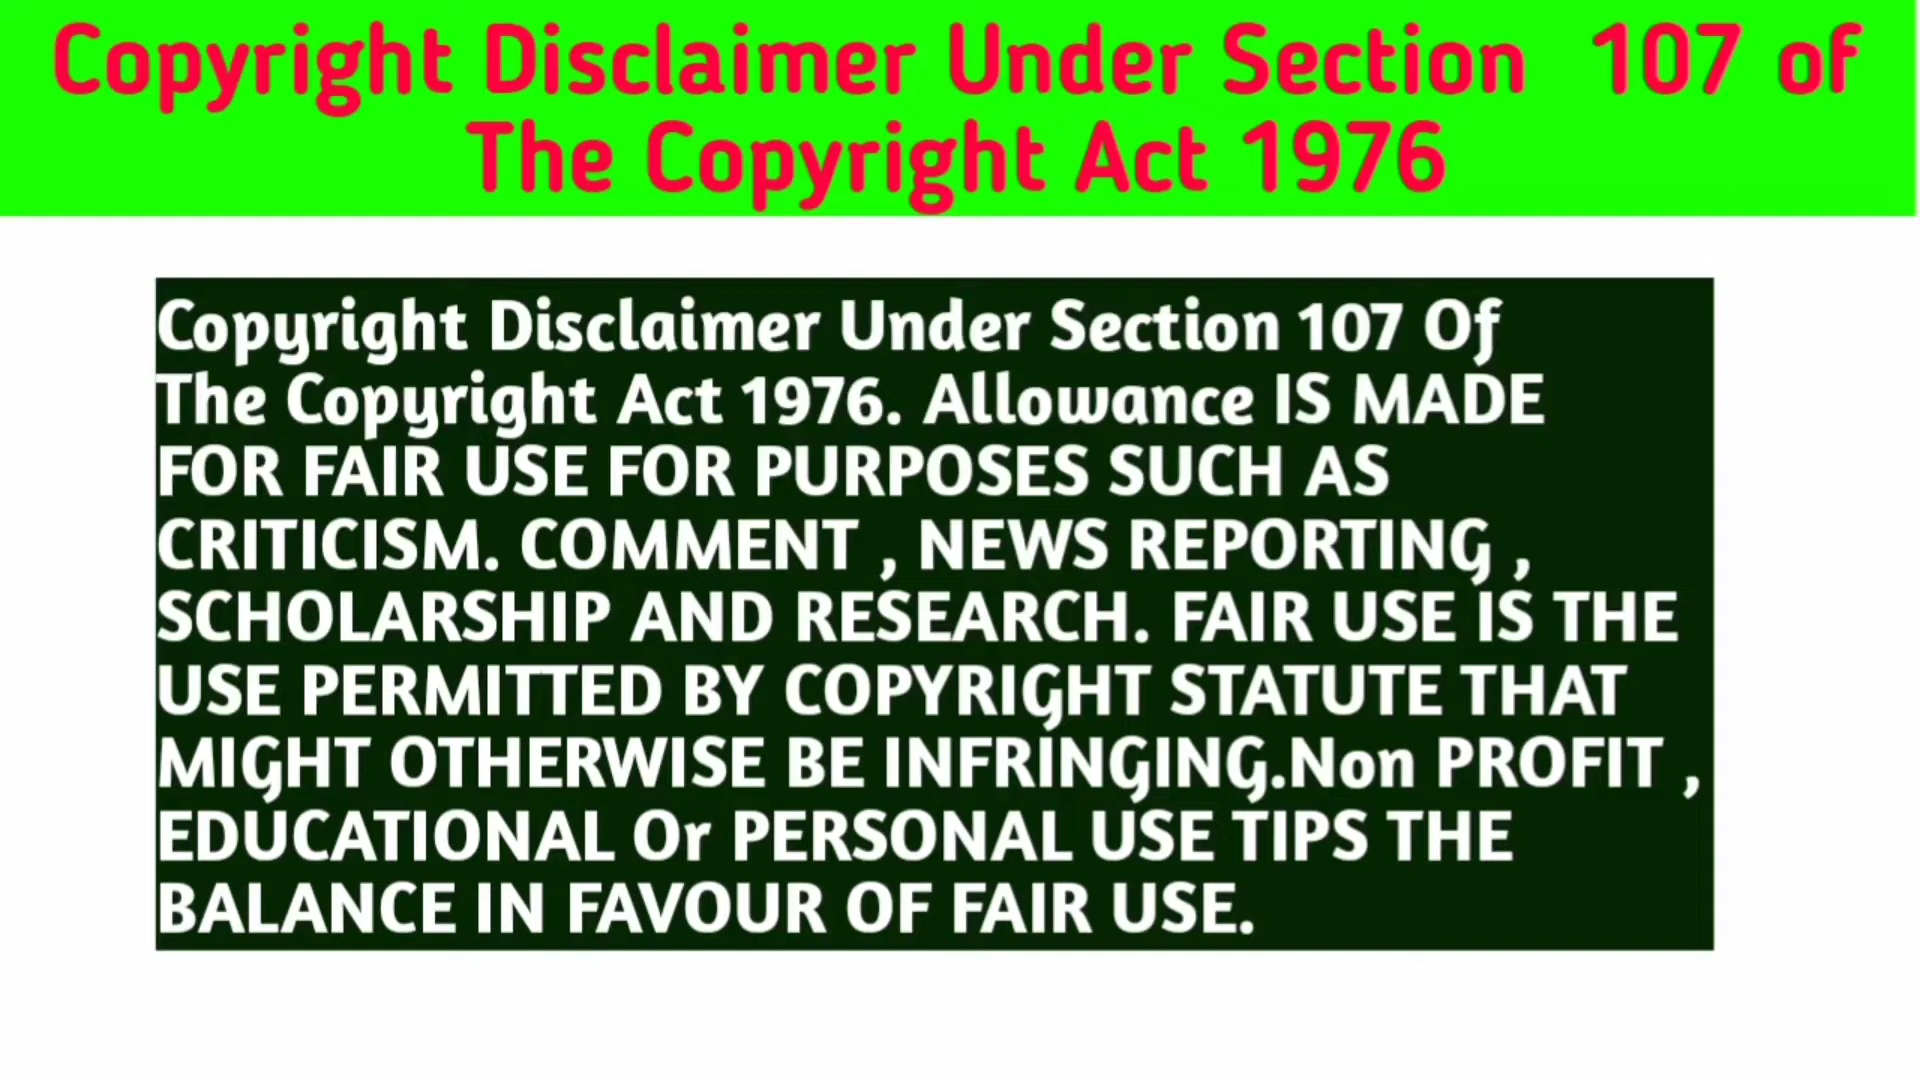 Copyright Disclaimer Under Section 107 of
The Copyright Act 1976
Copyright Disclaimer Under Section 107 Of
The Copyright Act 1976. Allowance IS MADE
FOR FAIR USE FOR PURPOSES SUCH AS
CRITICISM. COMMENT , NEWS REPORTING ,
SCHOLARSHIP AND RESEARCH. FAIR USE IS THE
USE PERMITTED BY COPYRIGHT STATUTE THAT
MIGHT OTHERWISE BE INFRINGING.Non PROFIT ,
EDUCATIONAL Or PERSONAL USE TIPS THE
BALANCE IN FAVOUR OF FAIR USE.